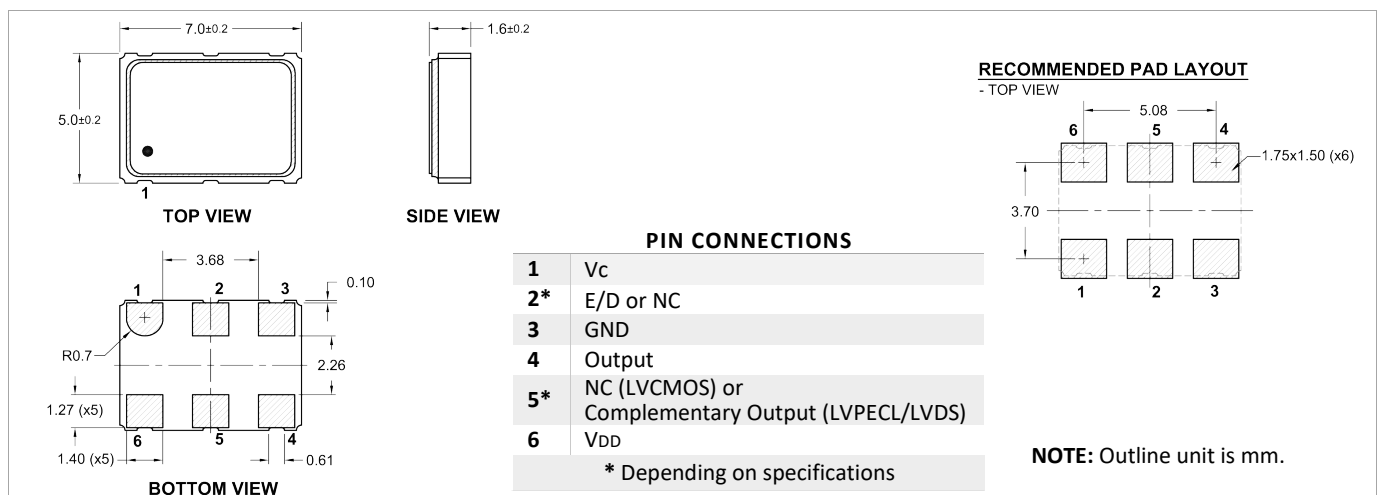 7.0±0.2
5.0±0.2
1
TOP VIEW
1.6±0.2
SIDE VIEW
3.68
1
2
3
0.10
R0.7
2.26
1.27 (x5)
6
5
4
1.40 (x5)
0.61
BOTTOM VIEW
PIN CONNECTIONS
1 Vc
2* E/D or NC
3 GND
4 Output
5* NC (LVCMOS) or
Complementary Output (LVPECL/LVDS)
6 VDD
* Depending on specifications
RECOMMENDED PAD LAYOUT
- TOP VIEW
5.08
6
5
4
1.75x1.50 (x6)
3.70
1
2
3
NOTE: Outline unit is mm.